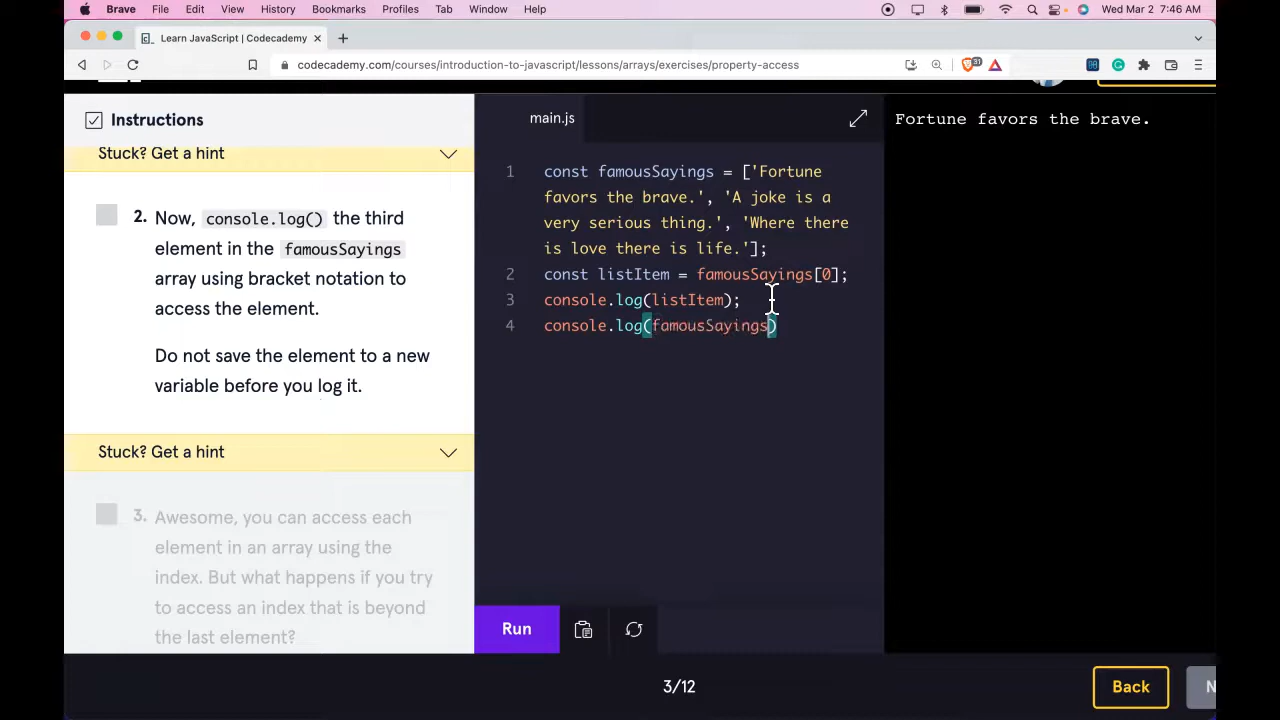 Brave File Edit View History Bookmarks Profiles Tab Window Help Wed Mar 2 7:46 AM
Learn JavaScript | Codecademy
codecademy.com/courses/introduction-to-javascript/lessons/arrays/exercises/property-access
31
Instructions
Stuck? Get a hint
2. Now, console.log() the third
element in the famousSayings
array using bracket notation to
access the element.
Do not save the element to a new
variable before you log it.
Stuck? Get a hint
3. Awesome, you can access each
element in an array using the
index. But what happens if you try
to access an index that is beyond
the last element?
main.js
1 const famousSayings = ['Fortune
favors the brave.', 'A joke is a
very serious thing.', 'Where there
is love there is life.'];
2 const listItem = famousSayings[0];
3 console.log(listItem);
4 console.log(famousSayings)
Run
Fortune favors the brave.
3/12
Back
N